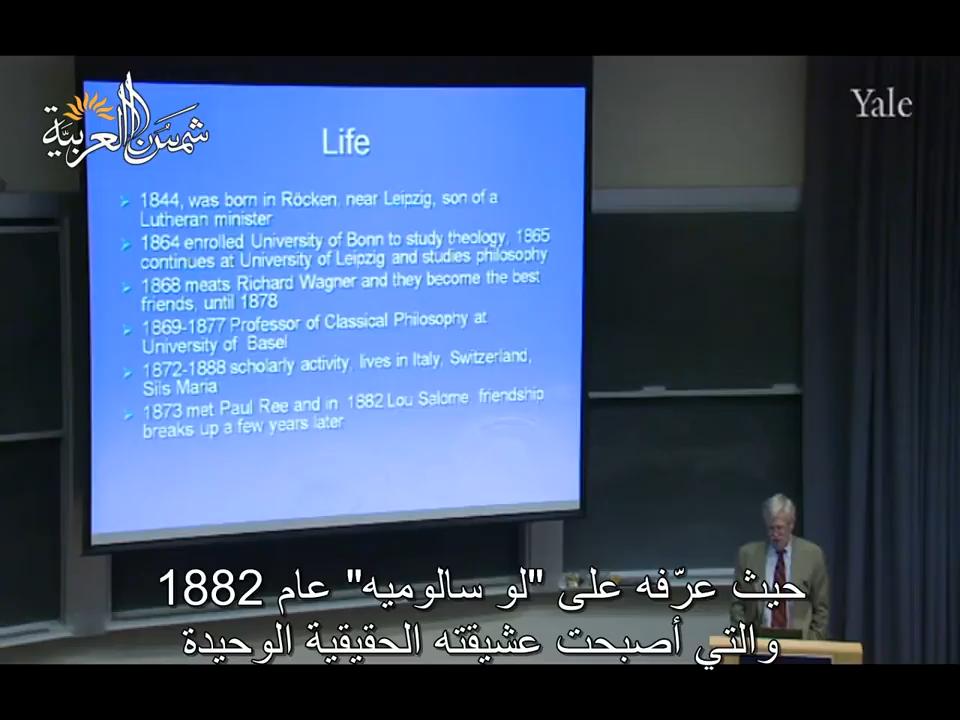 شمس العربية
Yale
Life
1844, was born in Röcken, near Leipzig, son of a
Lutheran minister
1864 enrolled University of Bonn to study theology, 1865
continues at University of Leipzig and studies philosophy
1868 meats Richard Wagner and they become the best
friends, until 1878
1869-1877 Professor of Classical Philosophy at
University of Basel
1872-1888 scholarly activity, lives in Italy, Switzerland,
Sils Maria
1873 met Paul Ree and in 1882 Lou Salome, friendship
breaks up a few years later
حيث عرّفه على "لو سالوميه" عام 1882
والتي أصبحت عشيقته الحقيقية الوحيدة